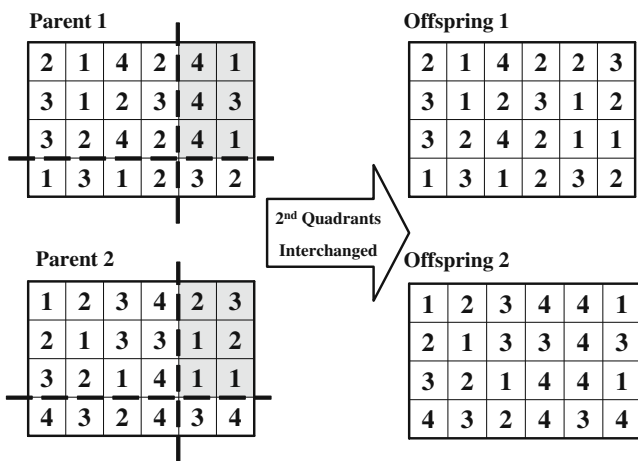 Parent 1
2 1 4 2 4 1
3 1 2 3 4 3
3 2 4 2 4 1
1 3 1 2 3 2
Parent 2
1 2 3 4 2 3
2 1 3 3 1 2
3 2 1 4 1 1
4 3 2 4 3 4
2nd Quadrants
Interchanged
Offspring 1
2 1 4 2 2 3
3 1 2 3 1 2
3 2 4 2 1 1
1 3 1 2 3 2
Offspring 2
1 2 3 4 4 1
2 1 3 3 4 3
3 2 1 4 4 1
4 3 2 4 3 4